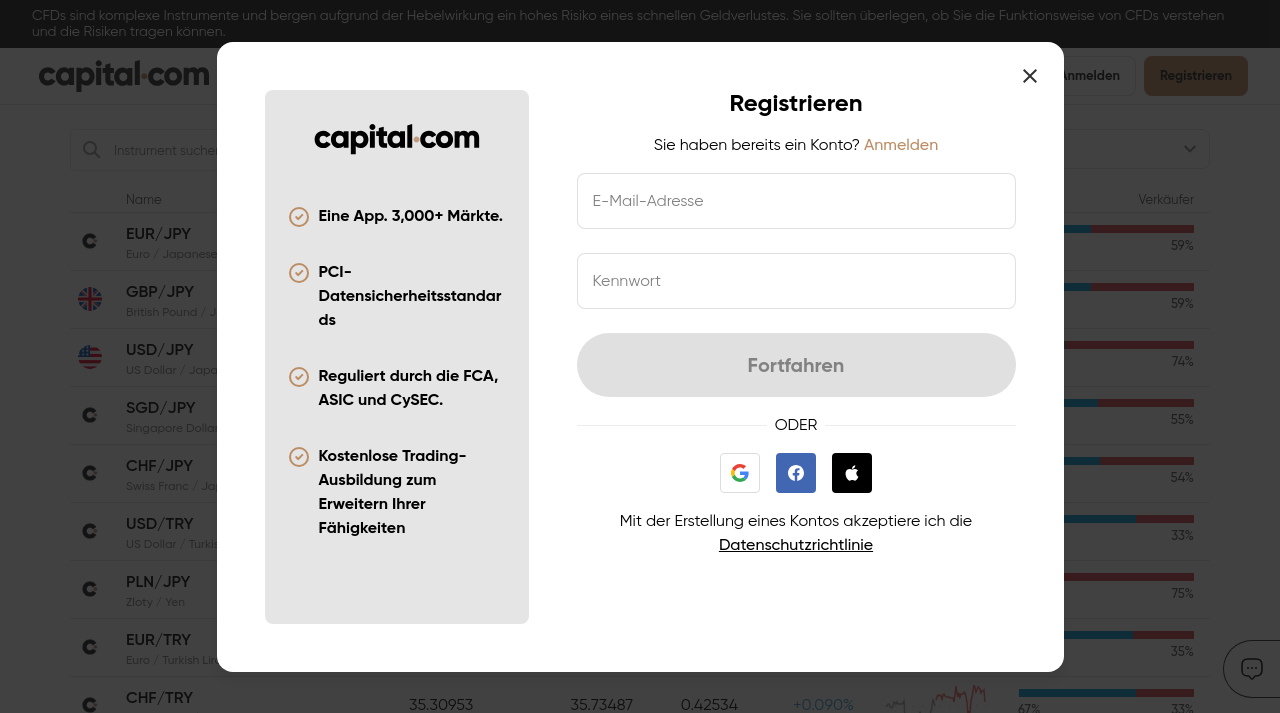 CFDs sind komplexe Instrumente und bergen aufgrund der Hebelwirkung ein hohes Risiko eines schnellen Geldverlustes. Sie sollten überlegen, ob Sie die Funktionsweise von CFDs verstehen
und die Risiken tragen können.
capital.com
Anmelden
Registrieren
Instrument suchen
Name
Verkäufer
EUR/JPY
Euro / Japanese
59%
GBP/JPY
British Pound / J
59%
USD/JPY
US Dollar / Japa
74%
SGD/JPY
Singapore Dollar
55%
CHF/JPY
Swiss Franc / Ja
54%
USD/TRY
US Dollar / Turki
33%
PLN/JPY
Zloty / Yen
75%
EUR/TRY
Euro / Turkish Lir
35%
CHF/TRY
35.30953
35.73487
0.42534
+0.090%
67%
33%
capital.com
Eine App. 3,000+ Märkte.
PCI-
Datensicherheitsstandar
ds
Reguliert durch die FCA,
ASIC und CySEC.
Kostenlose Trading-
Ausbildung zum
Erweitern Ihrer
Fähigkeiten
Registrieren
Sie haben bereits ein Konto? Anmelden
E-Mail-Adresse
Kennwort
Fortfahren
ODER
Mit der Erstellung eines Kontos akzeptiere ich die
Datenschutzrichtlinie